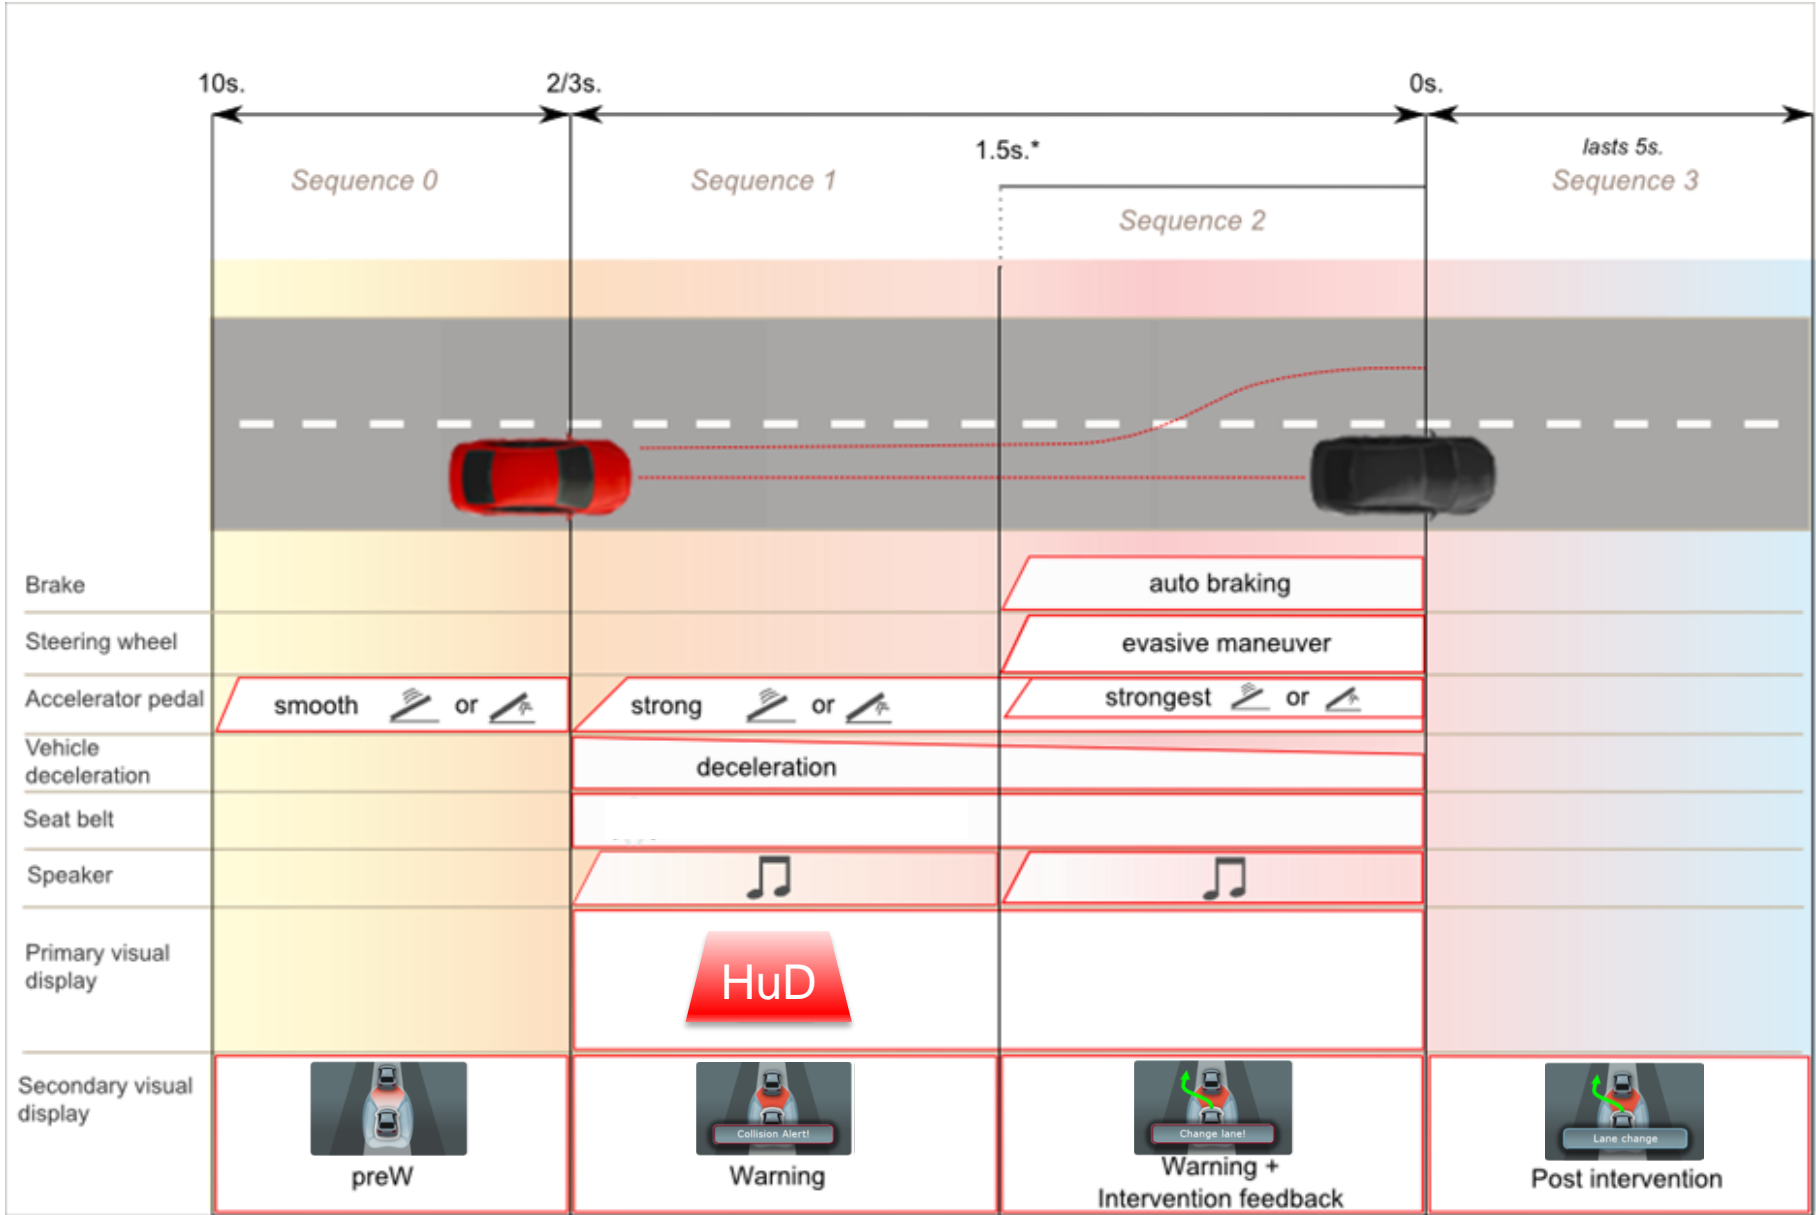 10s.
2/3s.
0s.
1.5s.*
lasts 5s.
Sequence 0
Sequence 1
Sequence 3
Sequence 2
Brake
auto braking
Steering wheel
evasive maneuver
Accelerator pedal
smooth or
strong or
strongest or
Vehicle
deceleration
deceleration
Seat belt
Speaker
Primary visual
display
HuD
Secondary visual
display
Collision Alert!
Change lane!
Lane change
preW
Warning
Warning +
Intervention feedback
Post intervention